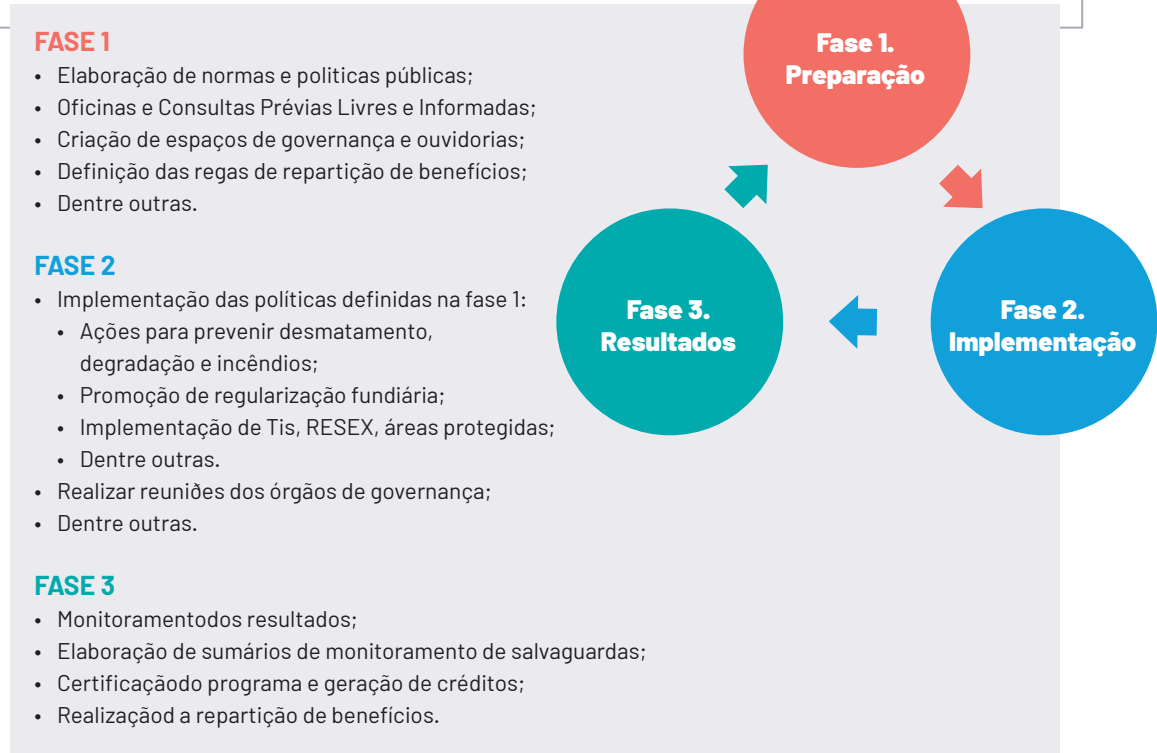 FASE 1
• Elaboração de normas e politicas públicas;
• Oficinas e Consultas Prévias Livres e Informadas;
• Criação de espaços de governança e ouvidorias;
• Definição das regas de repartição de benefícios;
• Dentre outras.
FASE 2
• Implementação das políticas definidas na fase 1:
• Ações para prevenir desmatamento,
degradação e incêndios;
• Promoção de regularização fundiária;
• Implementação de Tis, RESEX, áreas protegidas;
• Dentre outras.
• Realizar reuniðes dos órgãos de governança;
• Dentre outras.
FASE 3
• Monitoramentodos resultados;
• Elaboração de sumários de monitoramento de salvaguardas;
• Certificaçãodo programa e geração de créditos;
• Realizaçãod a repartição de benefícios.
Fase 1.
Preparação
Fase 2.
Implementação
Fase 3.
Resultados